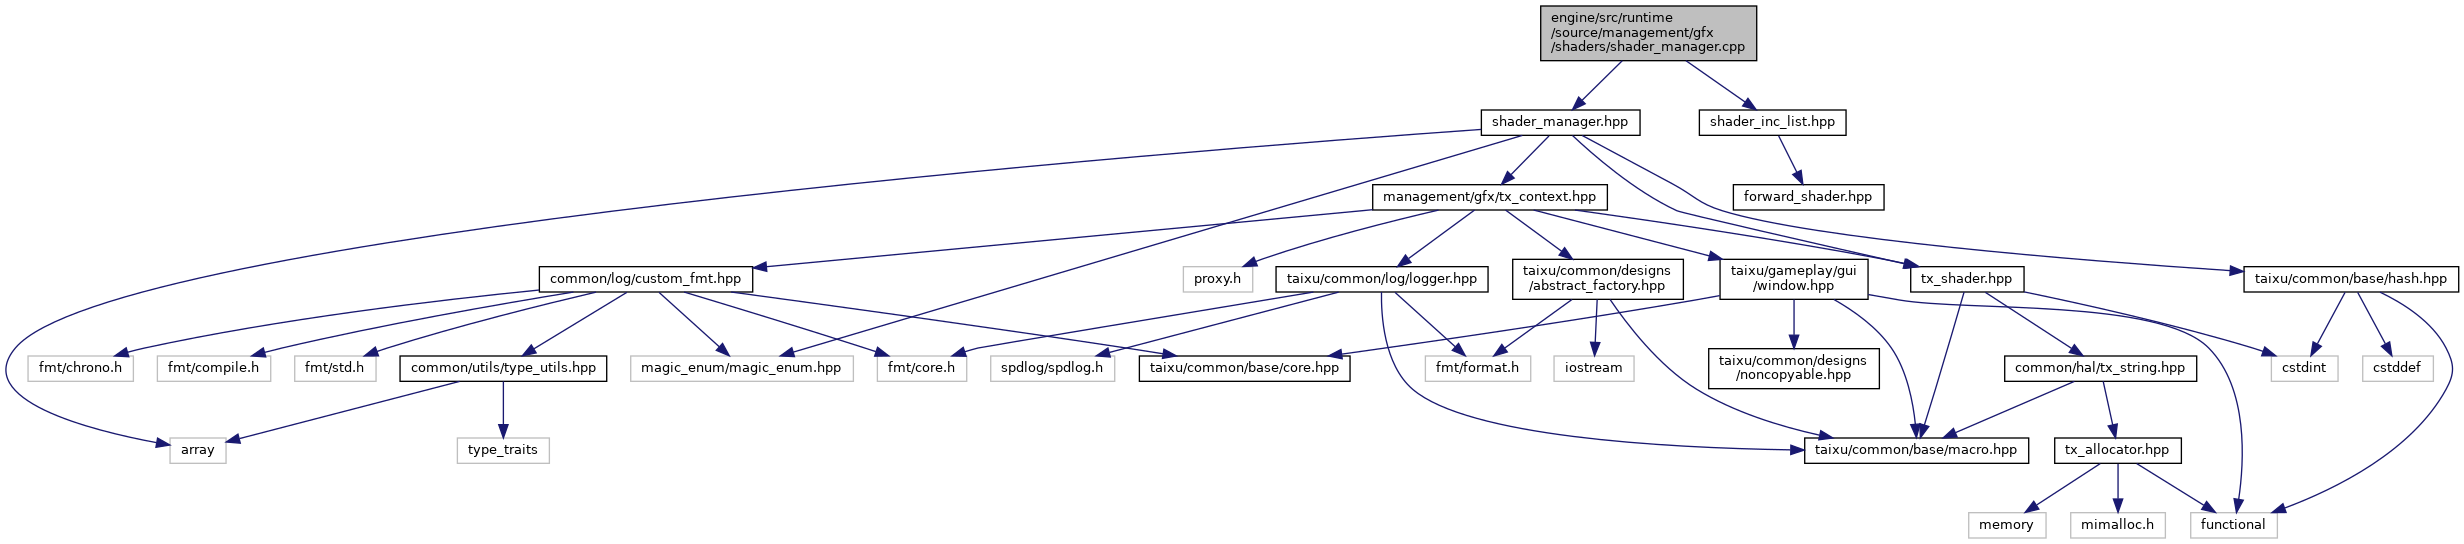 engine/src/runtime
/source/management/gfx
/shaders/shader_manager.cpp
shader_manager.hpp
shader_inc_list.hpp
management/gfx/tx_context.hpp
forward_shader.hpp
common/log/custom_fmt.hpp
proxy.h
taixu/common/log/logger.hpp
taixu/common/designs
/abstract_factory.hpp
taixu/gameplay/gui
/window.hpp
tx_shader.hpp
taixu/common/base/hash.hpp
fmt/chrono.h
fmt/compile.h
fmt/std.h
common/utils/type_utils.hpp
magic_enum/magic_enum.hpp
fmt/core.h
spdlog/spdlog.h
taixu/common/base/core.hpp
fmt/format.h
iostream
taixu/common/designs
/noncopyable.hpp
common/hal/tx_string.hpp
cstdint
cstddef
array
type_traits
taixu/common/base/macro.hpp
tx_allocator.hpp
memory
mimalloc.h
functional